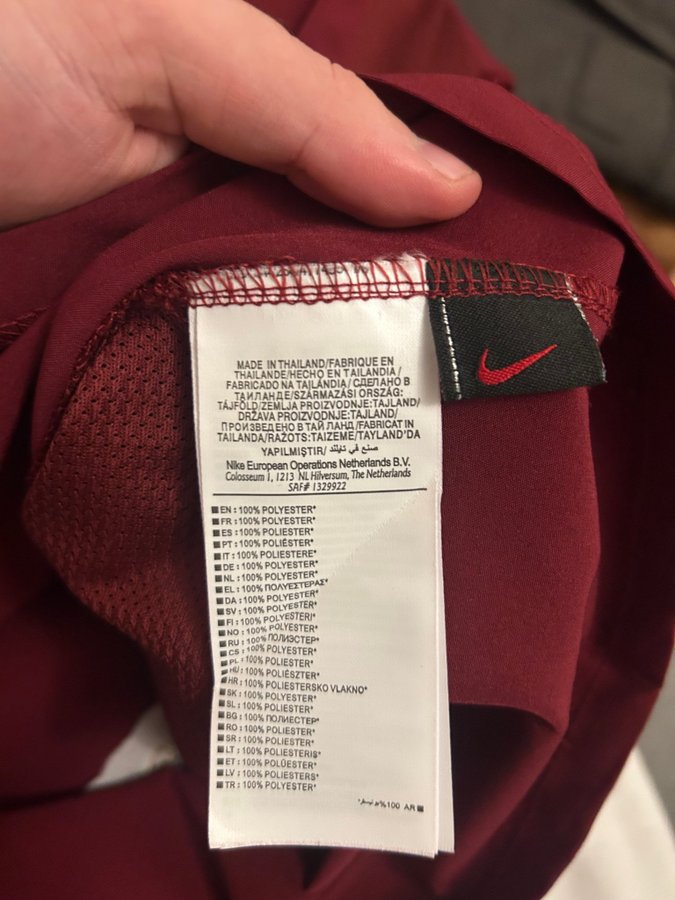 MADE IN THAILAND/FABRIQUE EN
THAILANDE/HECHO EN TAILANDIA/
FABRICADO NA TAILÂNDIA/СДЕЛАНО В
ТАИЛАНДЕ/SZÁRMAZÁSI ORSZÁG:
TÁJFÖLD/ZEMLJA PROIZVODNJE:TAJLAND/
DRŽAVA PROIZVODNJE:TAJLAND/
ПРОИЗВЕДЕНО В ТАЙЛАНД/FABRICAT IN
TAILANDA/RAŽOTS:TAIZEME/TAYLAND'DA
YAPILMIŞTIR/ صنع في تايلند
Nike European Operations Netherlands B.V.
Colosseum 1, 1213 NL Hilversum, The Netherlands
SAF# 1329922
EN : 100% POLYESTER*
FR : 100% POLYESTER*
ES : 100% POLIÉSTER*
PT : 100% POLIÉSTER*
IT : 100% POLIESTERE*
DE : 100% POLYESTER*
NL : 100% POLYESTER*
EL : 100% ΠΟΛΥΕΣΤΕΡΑΣ*
DA : 100% POLYESTER*
SV : 100% POLYESTER*
FI : 100% POLYESTERI*
NO : 100% POLYESTER*
RU : 100% ПОЛИЭСТЕР*
CS : 100% POLYESTER*
PL : 100% POLIESTER*
HU : 100% POLIÉSZTER*
HR : 100% POLIESTERSKO VLAKNO*
SK : 100% POLYESTER*
SL : 100% POLIESTER*
BG : 100% ПОЛИЕСТЕР*
RO : 100% POLIESTER*
SR : 100% POLIESTER*
LT : 100% POLIESTERIS*
ET : 100% POLÜESTER*
LV : 100% POLIESTERS*
TR : 100% POLYESTER*
AR 100% بوليستر*